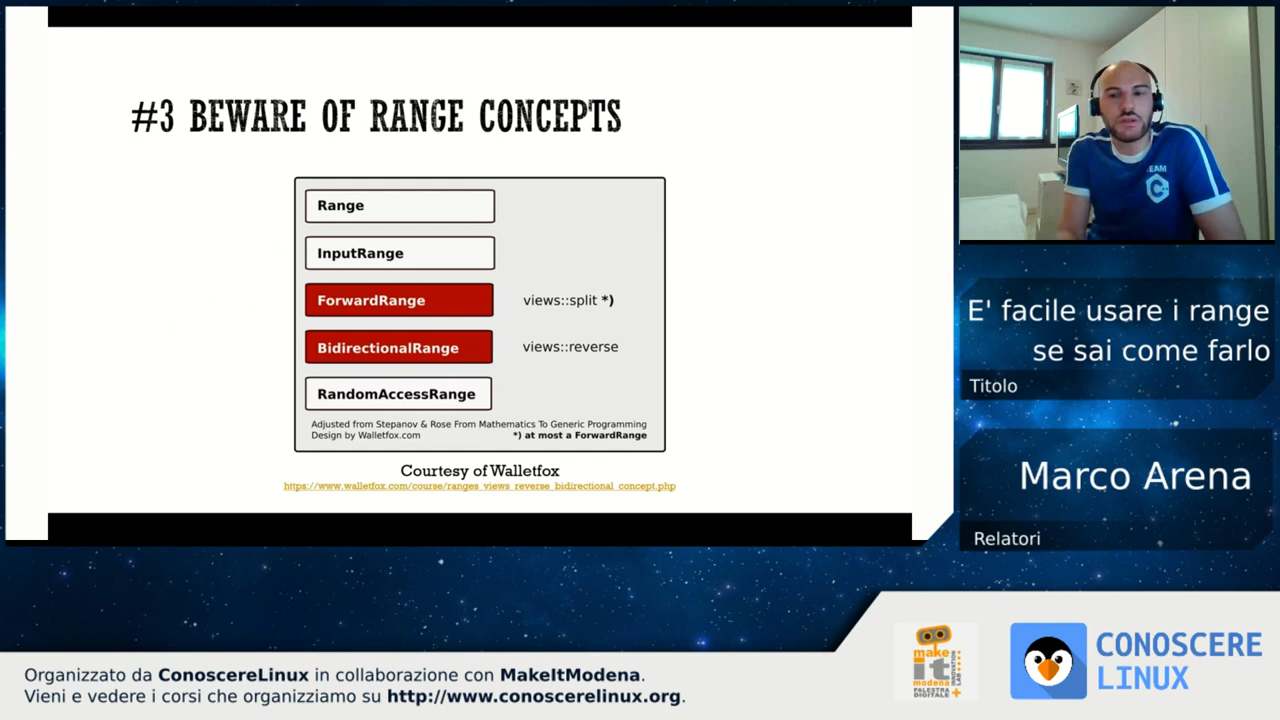 #3 BEWARE OF RANGE CONCEPTS
Range
InputRange
ForwardRange
views::split *)
BidirectionalRange
views::reverse
RandomAccessRange
Adjusted from Stepanov & Rose From Mathematics To Generic Programming
Design by Walletfox.com
*) at most a ForwardRange
Courtesy of Walletfox
https://www.walletfox.com/course/ranges_views_reverse_bidirectional_concept.php
E' facile usare i range
se sai come farlo
Titolo
Marco Arena
Relatori
make
it
modena
PALESTRA
DIGITALE
CONOSCERE
LINUX
Organizzato da ConoscereLinux in collaborazione con MakeItModena.
Vieni e vedere i corsi che organizziamo su http://www.conoscerelinux.org.